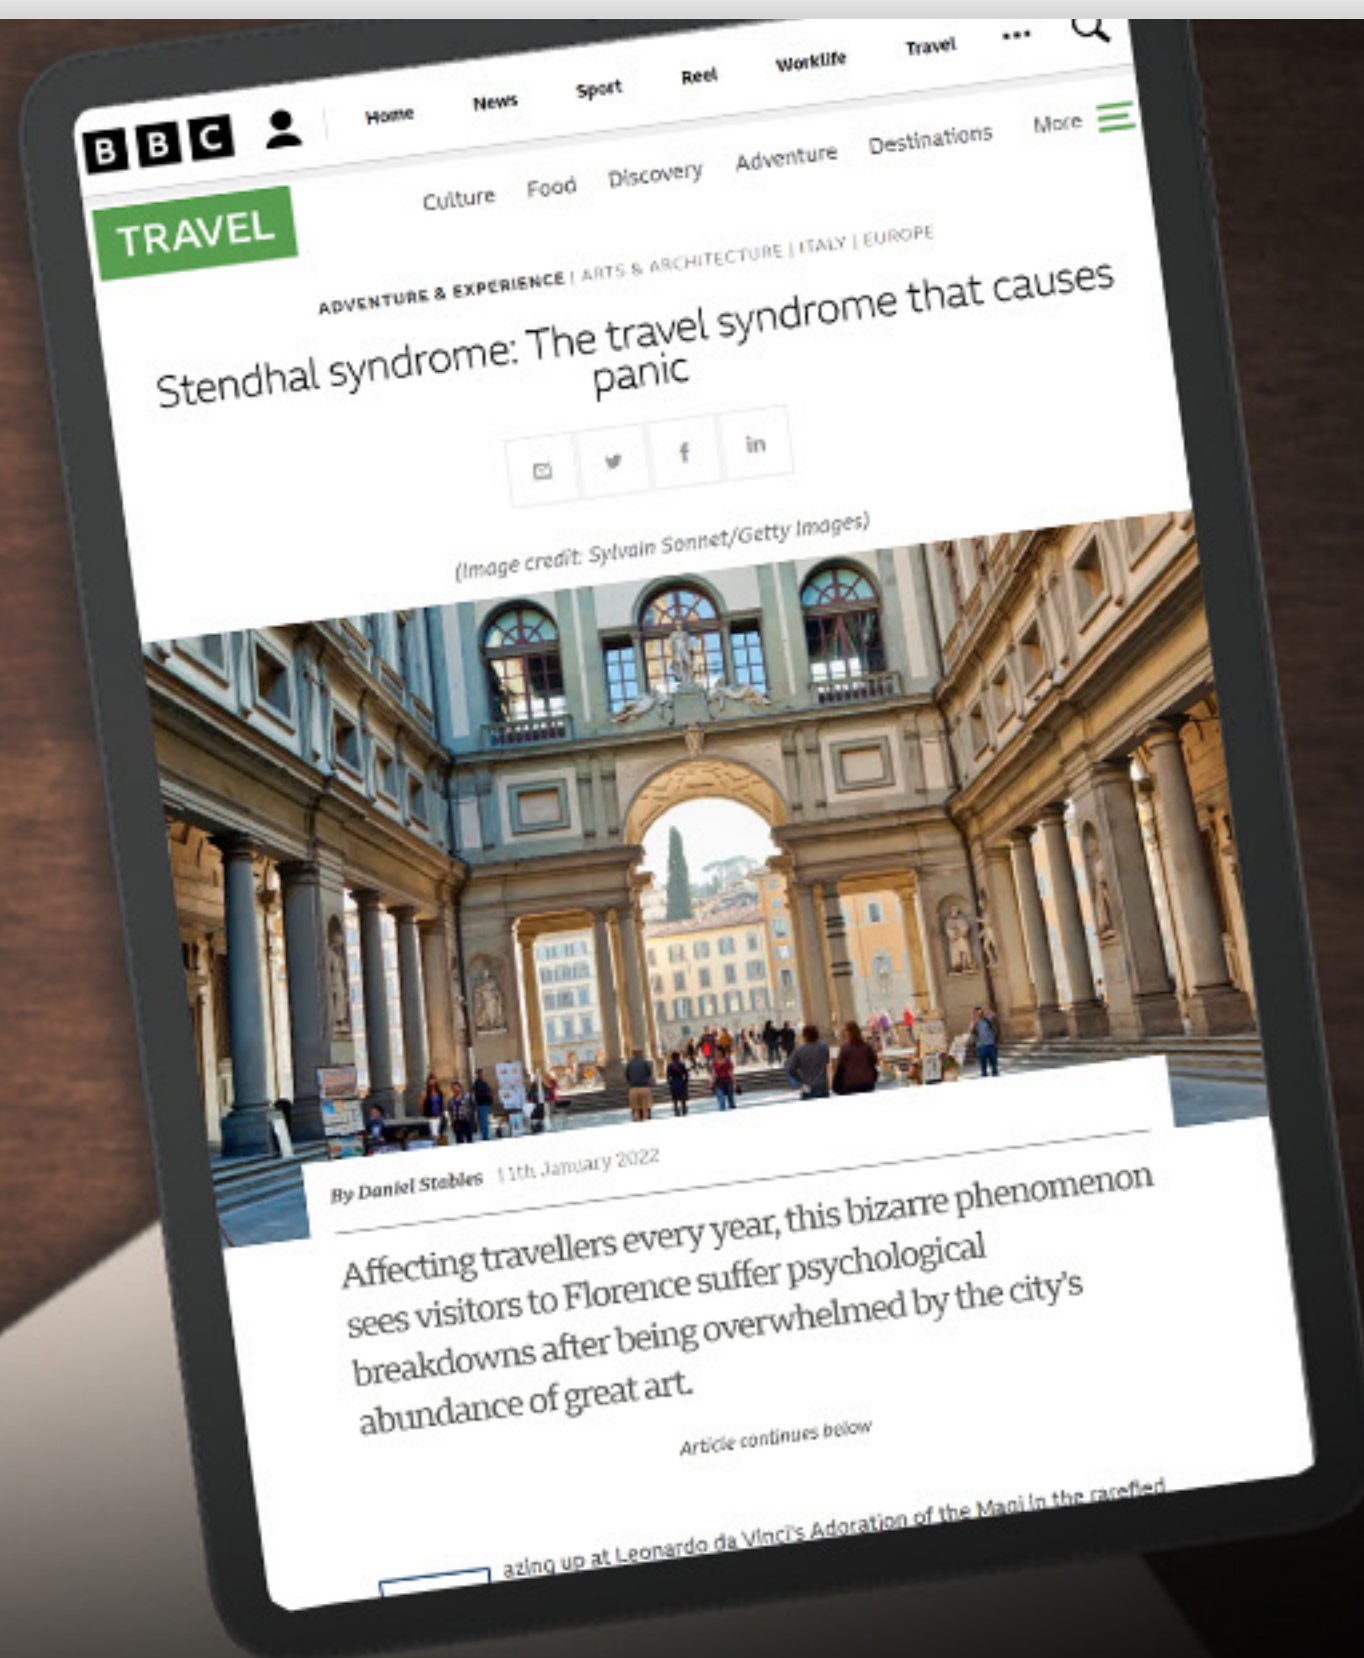 BBC
Home News Sport Reel Worklife Travel ...
TRAVEL
Culture Food Discovery Adventure Destinations More
ADVENTURE & EXPERIENCE | ARTS & ARCHITECTURE | ITALY | EUROPE
Stendhal syndrome: The travel syndrome that causes
panic
f in
(Image credit: Sylvain Sonnet/Getty Images)
By Daniel Stables 11th January 2022
Affecting travellers every year, this bizarre phenomenon
sees visitors to Florence suffer psychological
breakdowns after being overwhelmed by the city's
abundance of great art.
Article continues below
azing up at Leonardo da Vinci's Adoration of the Magi in the rarefied